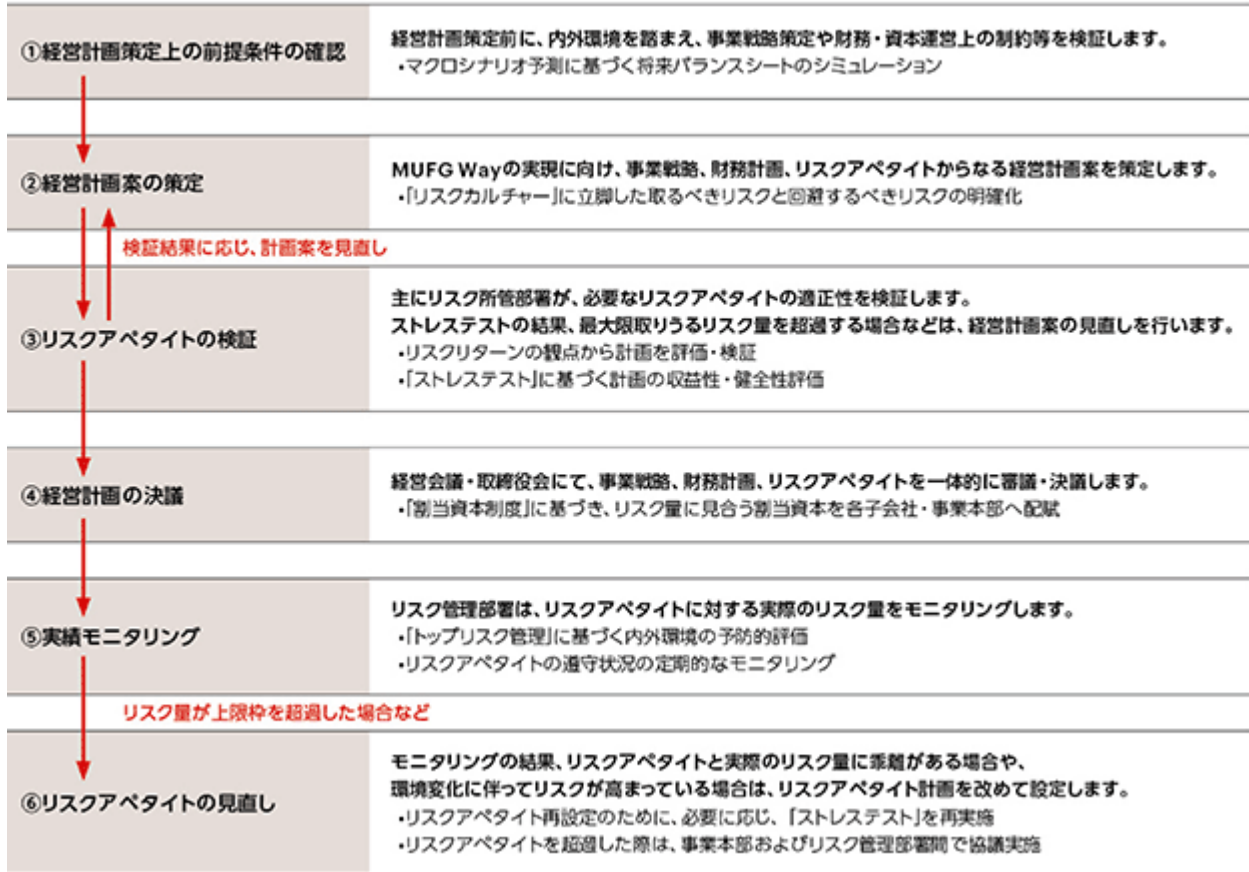 ①経営計画策定上の前提条件の確認
経営計画策定前に、内外環境を踏まえ、事業戦略策定や財務・資本運営上の制約等を検証します。
・マクロシナリオ予測に基づく将来バランスシートのシミュレーション
②経営計画案の策定
MUFG Wayの実現に向け、事業戦略、財務計画、リスクアペタイトからなる経営計画案を策定します。
・「リスクカルチャー」に立脚した取るべきリスクと回避するべきリスクの明確化
検証結果に応じ、計画案を見直し
③リスクアペタイトの検証
主にリスク所管部署が、必要なリスクアペタイトの適正性を検証します。
ストレステストの結果、最大限取りうるリスク量を超過する場合などは、経営計画案の見直しを行います。
・リスクリターンの観点から計画を評価・検証
・「ストレステスト」に基づく計画の収益性・健全性評価
④経営計画の決議
経営会議・取締役会にて、事業戦略、財務計画、リスクアペタイトを一体的に審議・決議します。
・「割当資本制度」に基づき、リスク量に見合う割当資本を各子会社・事業本部へ配賦
⑤実績モニタリング
リスク管理部署は、リスクアペタイトに対する実際のリスク量をモニタリングします。
・「トップリスク管理」に基づく内外環境の予防的評価
・リスクアペタイトの遵守状況の定期的なモニタリング
リスク量が上限枠を超過した場合など
⑥リスクアペタイトの見直し
モニタリングの結果、リスクアペタイトと実際のリスク量に乖離がある場合や、
環境変化に伴ってリスクが高まっている場合は、リスクアペタイト計画を改めて設定します。
・リスクアペタイト再設定のために、必要に応じ、「ストレステスト」を再実施
・リスクアペタイトを超過した際は、事業本部およびリスク管理部署間で協議実施